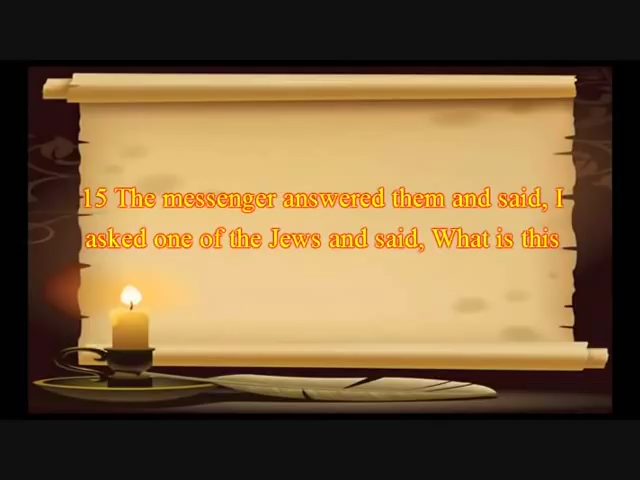 15 The messenger answered them and said, I
asked one of the Jews and said, What is this